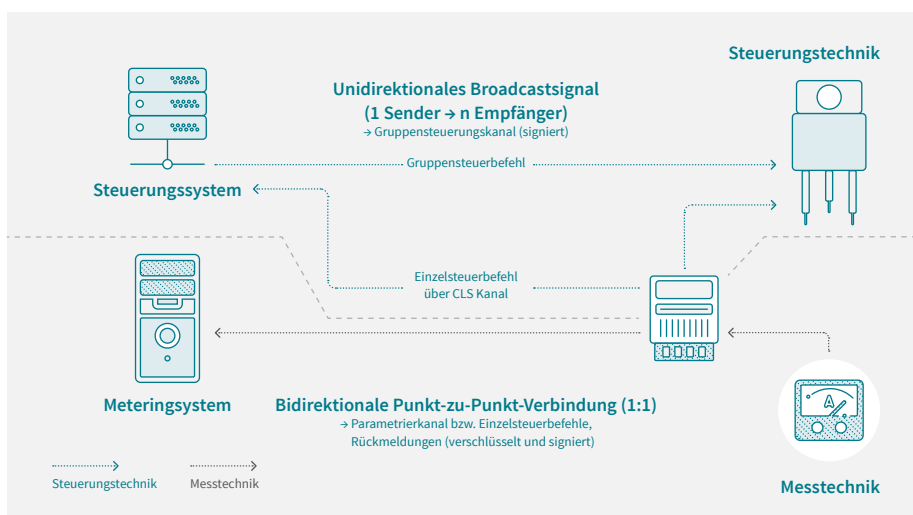 Steuerungstechnik
Unidirektionales Broadcastsignal
(1 Sender → n Empfänger)
→ Gruppensteuerungskanal (signiert)
Gruppensteuerbefehl
Steuerungssystem
Einzelsteuerbefehl
über CLS Kanal
A
Meteringsystem
Bidirektionale Punkt-zu-Punkt-Verbindung (1:1)
→ Parametrierkanal bzw. Einzelsteuerbefehle,
Rückmeldungen (verschlüsselt und signiert)
Steuerungstechnik
Messtechnik
Messtechnik